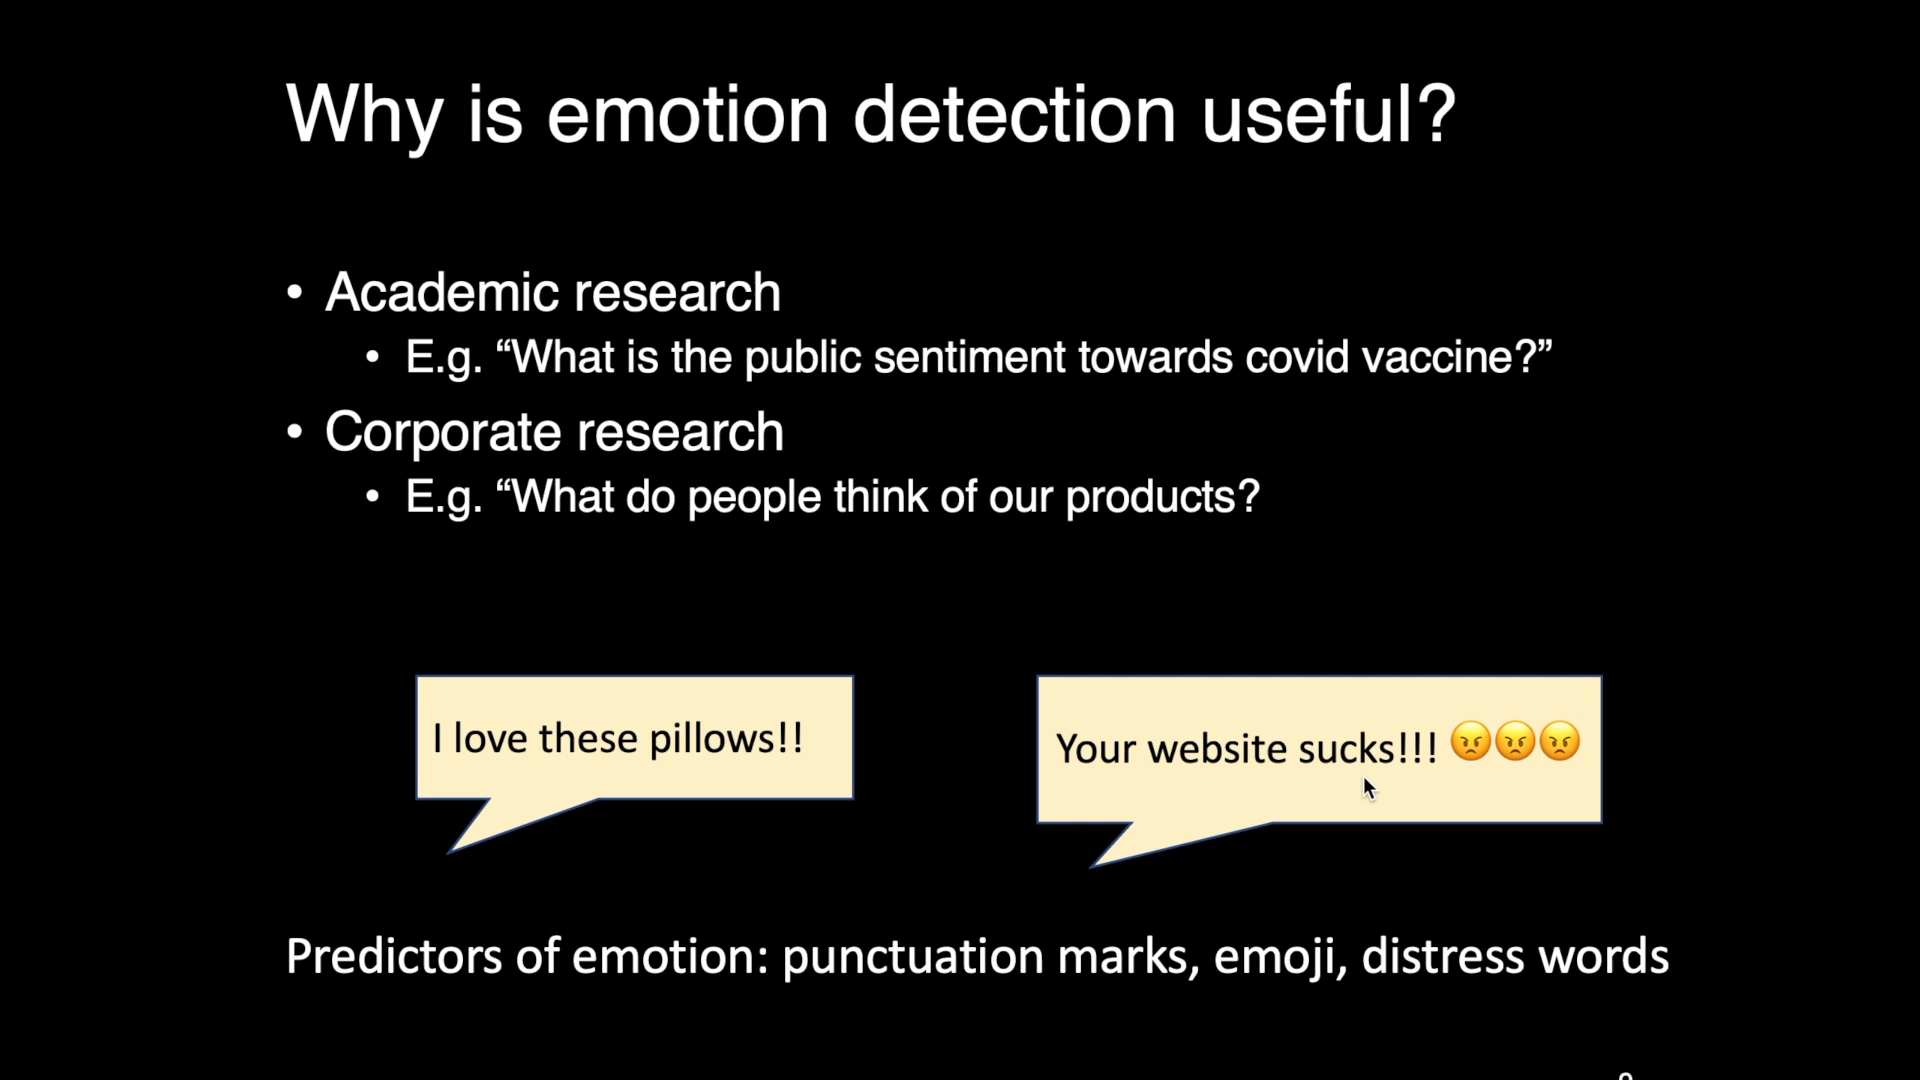 Why is emotion detection useful?
• Academic research
• E.g. “What is the public sentiment towards covid vaccine?”
• Corporate research
• E.g. “What do people think of our products?
I love these pillows!!
Your website sucks!!! 😠😠😠
Predictors of emotion: punctuation marks, emoji, distress words